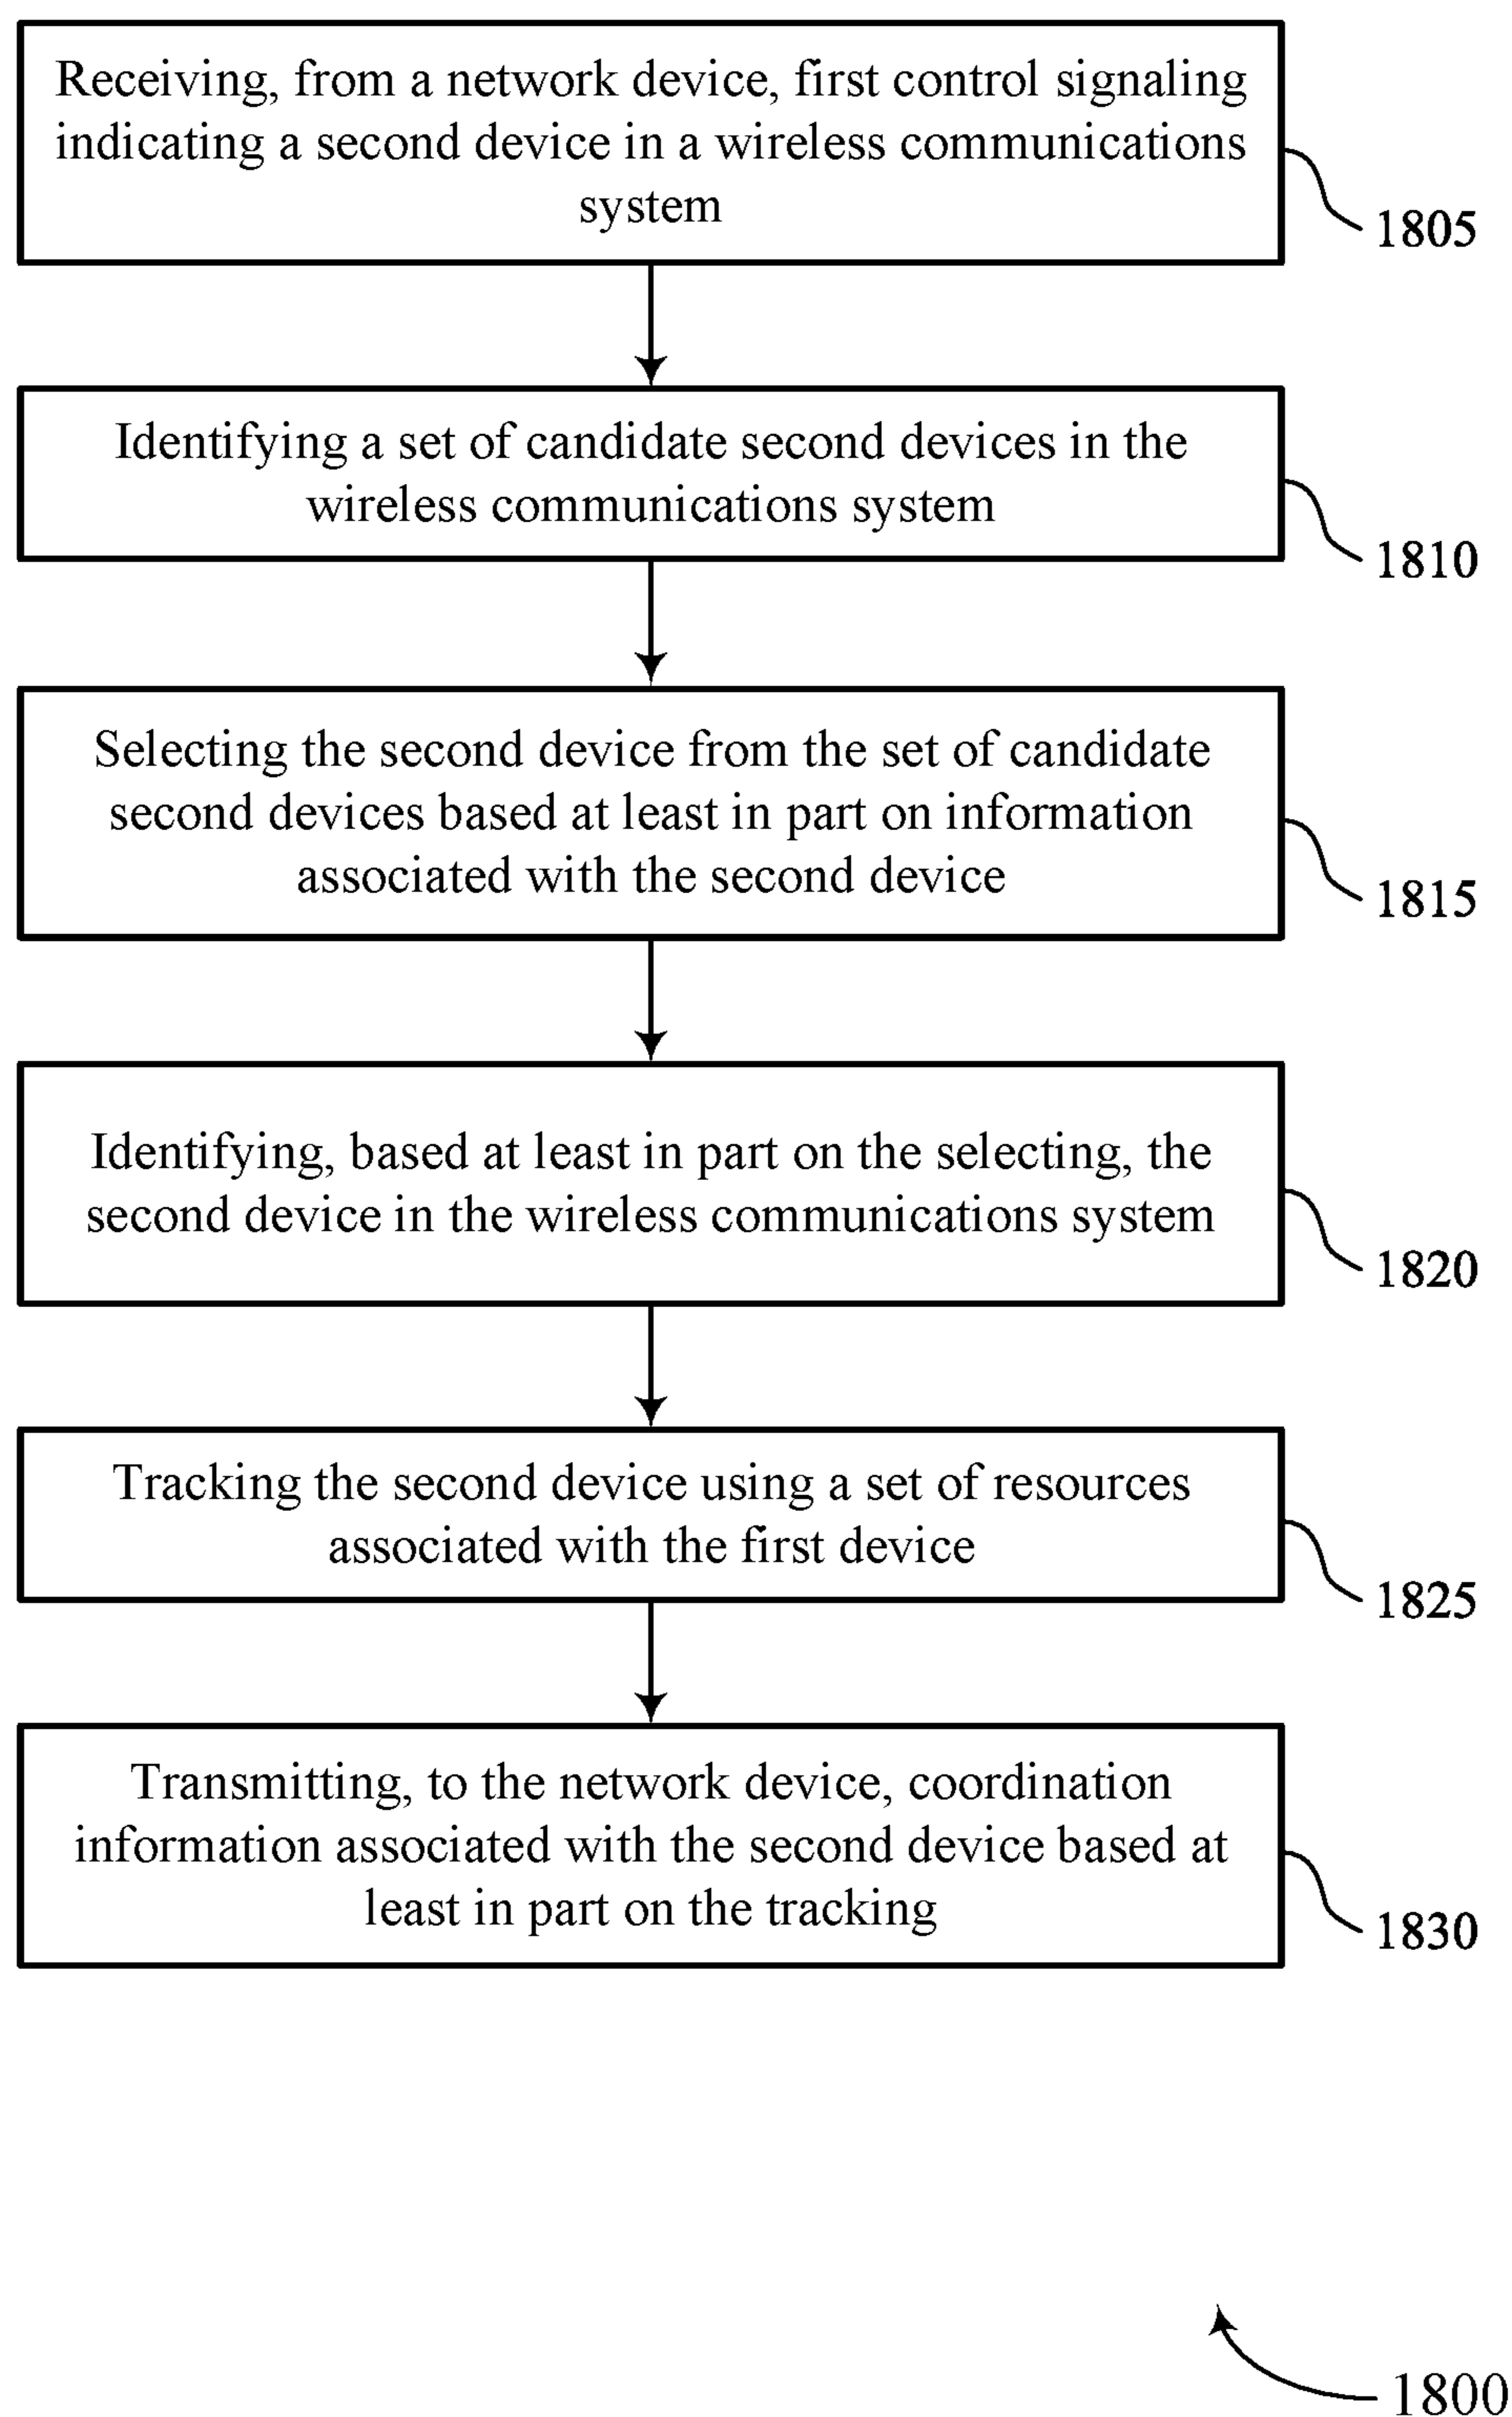 Receiving, from a network device, first control signaling
indicating a second device in a wireless communications
system
1805
Identifying a set of candidate second devices in the
wireless communications system
1810
Selecting the second device from the set of candidate
second devices based at least in part on information
associated with the second device
1815
Identifying, based at least in part on the selecting, the
second device in the wireless communications system
1820
Tracking the second device using a set of resources
associated with the first device
1825
Transmitting, to the network device, coordination
information associated with the second device based at
least in part on the tracking
1830
1800